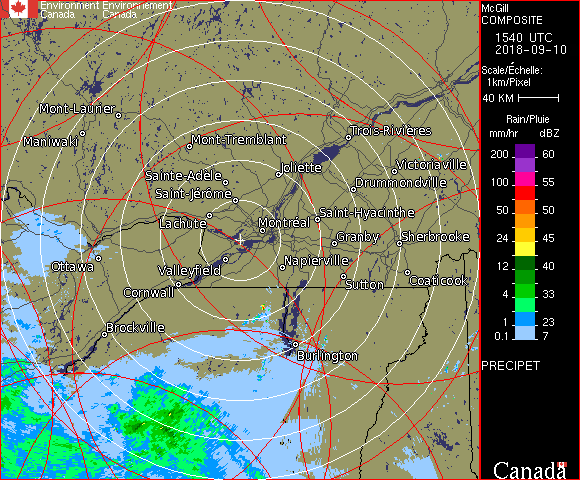 Environment Environnement
Canada Canada
McGill
COMPOSITE
1540 UTC
2018-09-10
Scale/Échelle:
1km/Pixel
40 KM
Rain/Pluie
mm/hr dBZ
200 60
155 55
100 55
50 50
24 45
12 40
4 33
1 23
0.1 7
PRECIPET
Canada
Mont-Laurier
Maniwaki
Mont-Tremblant
Trois-Rivières
Sainte-Adèle
Joliette
Victoriaville
Saint-Jérôme
Drummondville
Lachute
Montréal
Saint-Hyacinthe
Granby
Sherbrooke
Ottawa
Valleyfield
Napierville
Sutton
Coaticook
Cornwall
Brockville
Burlington